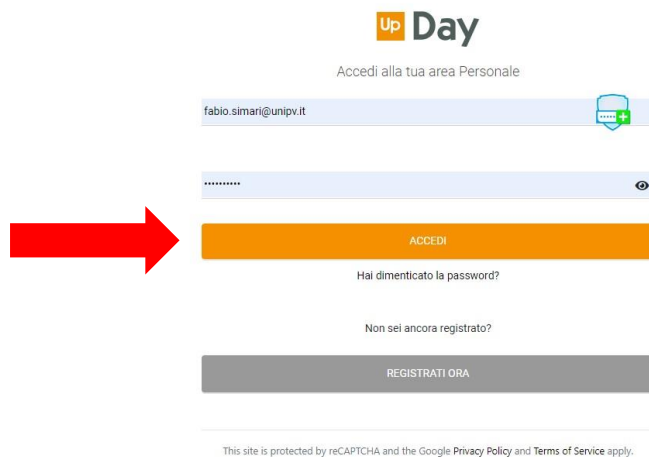 Up Day
Accedi alla tua area Personale
fabio.simari@unipv.it
••••••••••
ACCEDI
Hai dimenticato la password?
Non sei ancora registrato?
REGISTRATI ORA
This site is protected by reCAPTCHA and the Google Privacy Policy and Terms of Service apply.